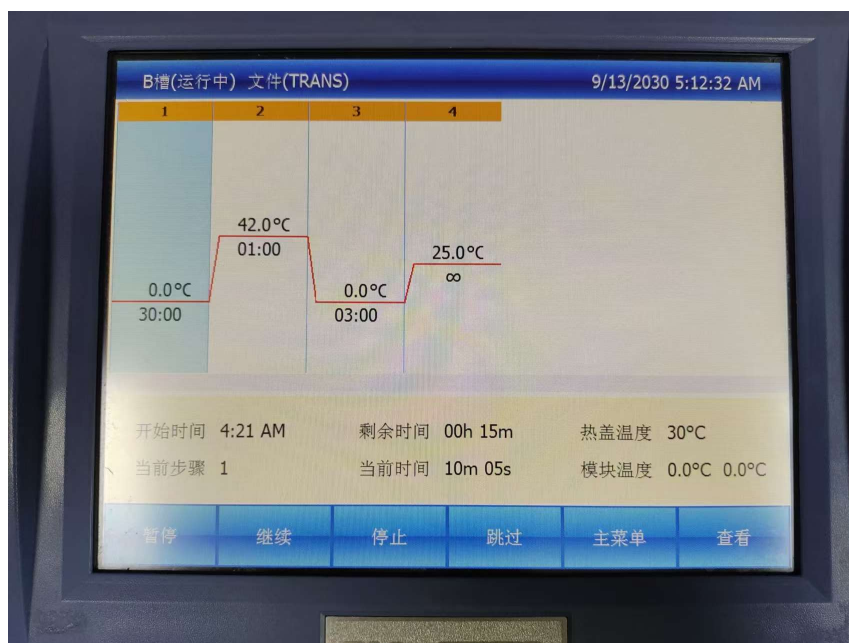 B槽(运行中) 文件(TRANS) 9/13/2030 5:12:32 AM
1 2 3 4
42.0°C
01:00
25.0°C
∞
0.0°C 0.0°C
30:00 03:00
开始时间 4:21 AM 剩余时间 00h 15m 热盖温度 30°C
当前步骤 1 当前时间 10m 05s 模块温度 0.0°C 0.0°C
暂停 继续 停止 跳过 主菜单 查看